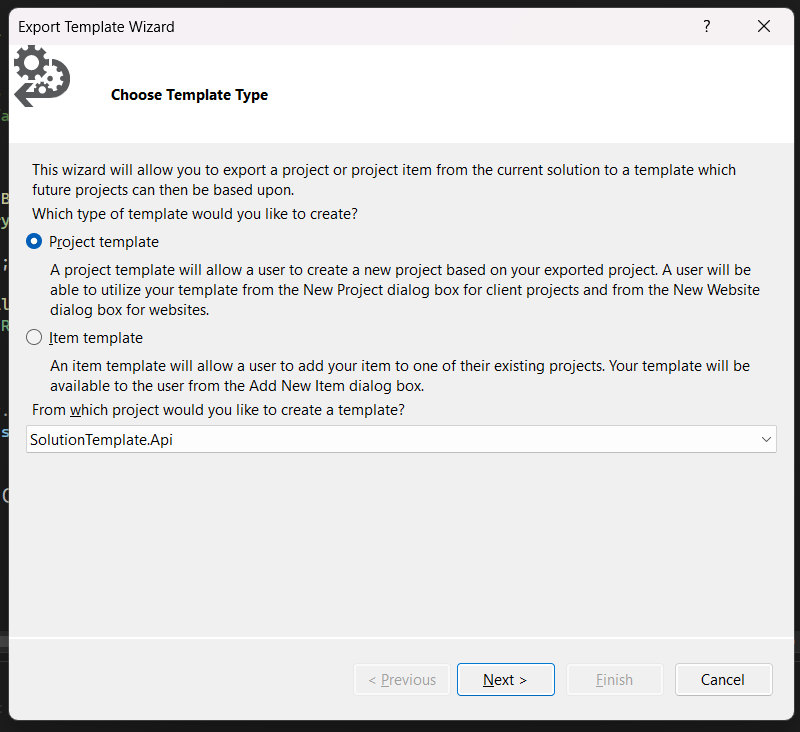 Export Template Wizard
?
Choose Template Type
This wizard will allow you to export a project or project item from the current solution to a template which
future projects can then be based upon.
Which type of template would you like to create?
Project template
A project template will allow a user to create a new project based on your exported project. A user will be
able to utilize your template from the New Project dialog box for client projects and from the New Website
dialog box for websites.
Item template
An item template will allow a user to add your item to one of their existing projects. Your template will be
available to the user from the Add New Item dialog box.
From which project would you like to create a template?
SolutionTemplate.Api
< Previous
Next >
Finish
Cancel